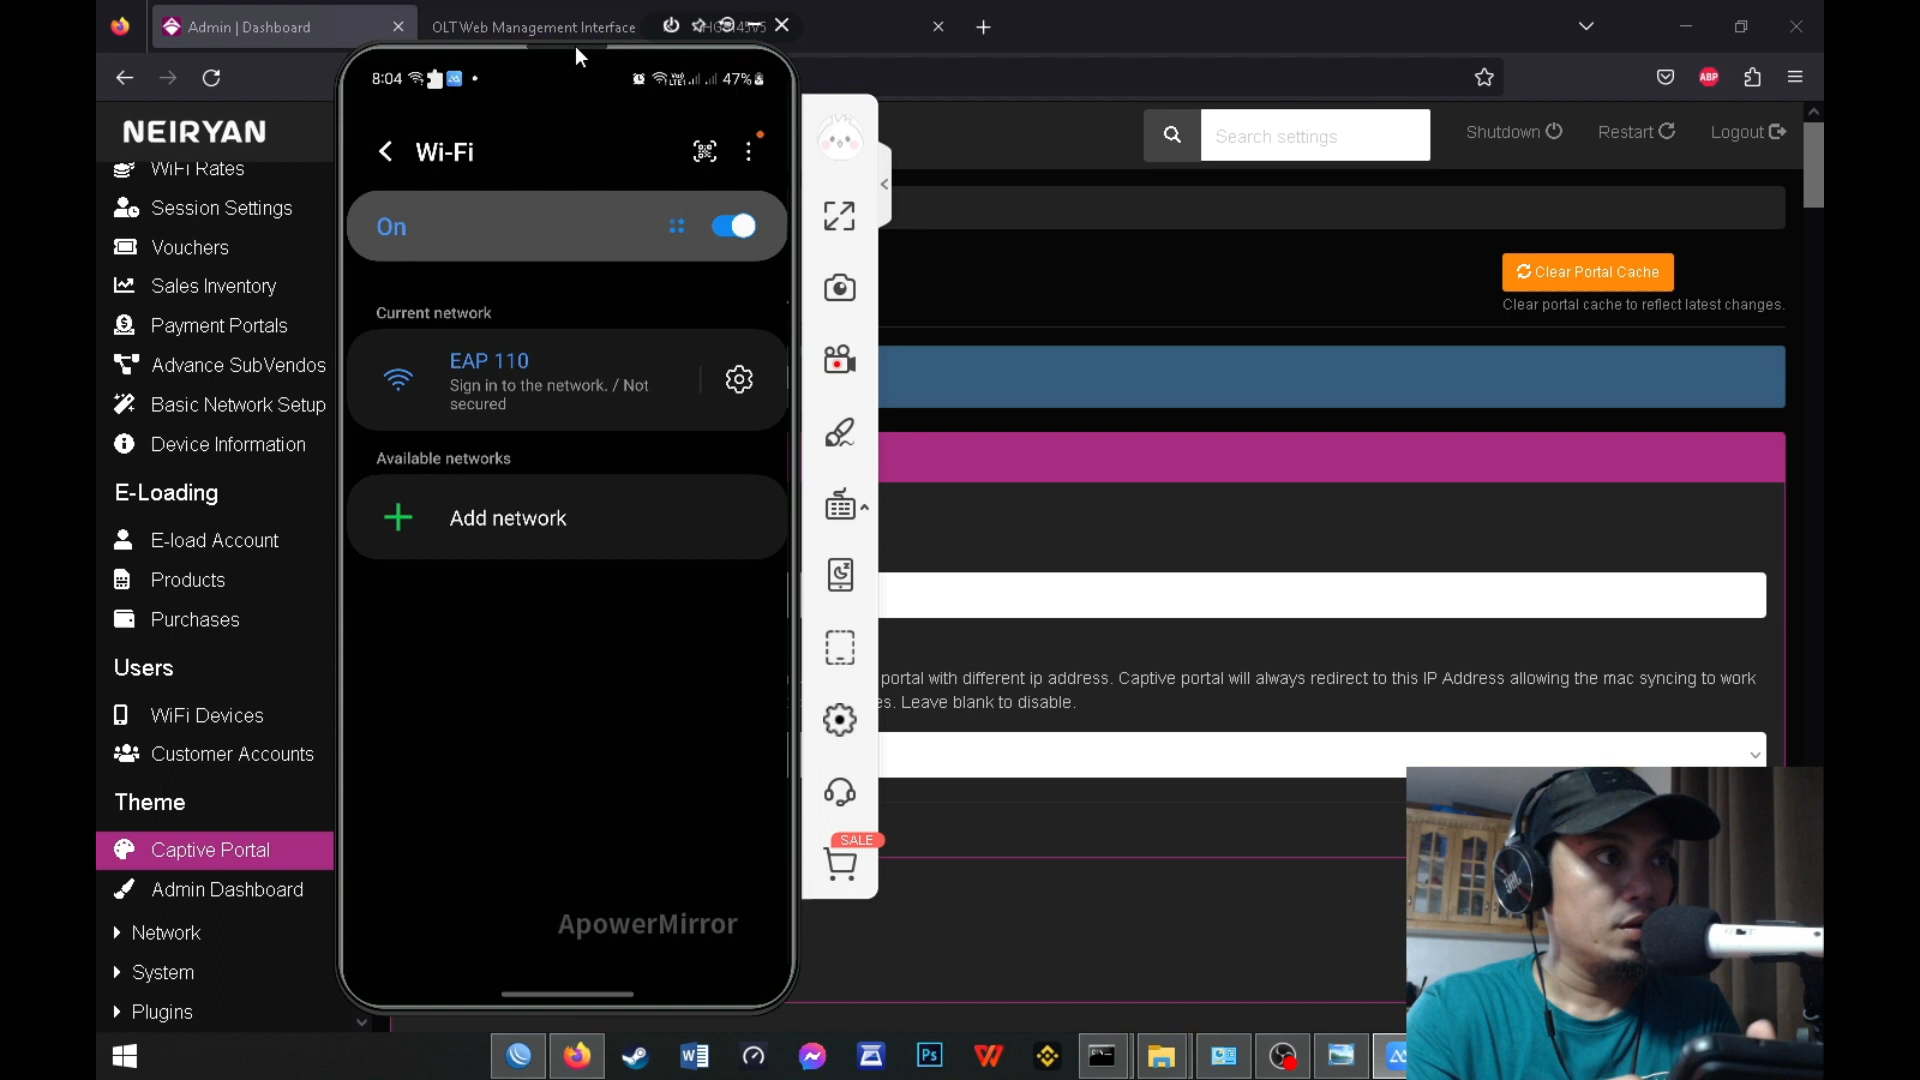 Admin | Dashboard
OLT Web Management Interface
8:04
47%
NEIRYAN
Search settings
Shutdown
Restart
Logout
Wi-Fi
WiFi Rates
Session Settings
Vouchers
Sales Inventory
Payment Portals
Advance SubVendos
Basic Network Setup
Device Information
E-Loading
E-load Account
Products
Purchases
Users
WiFi Devices
Customer Accounts
Theme
Captive Portal
Admin Dashboard
Network
System
Plugins
On
Current network
EAP 110
Sign in to the network. / Not
secured
Available networks
Add network
ApowerMirror
SALE
ABP
Clear Portal Cache
Clear portal cache to reflect latest changes.
portal with different ip address. Captive portal will always redirect to this IP Address allowing the mac syncing to work
es. Leave blank to disable.
Ps
JBL